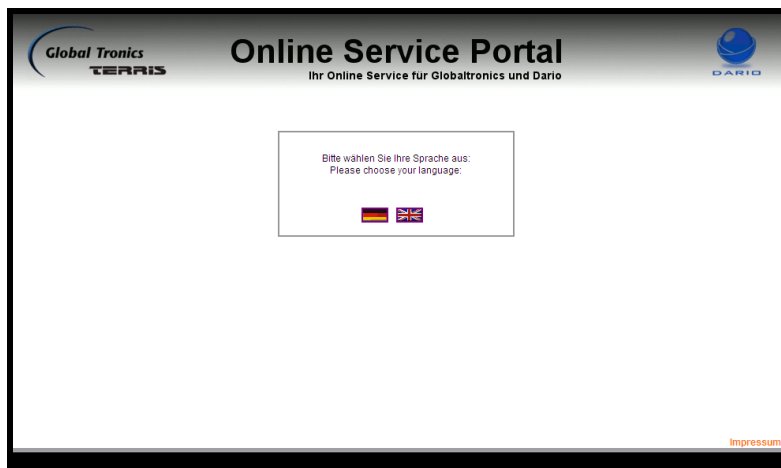 Global Tronics
TERRIS
Online Service Portal
Ihr Online Service für Globaltronics und Dario
DARIO
Bitte wählen Sie Ihre Sprache aus:
Please choose your language:
Impressum